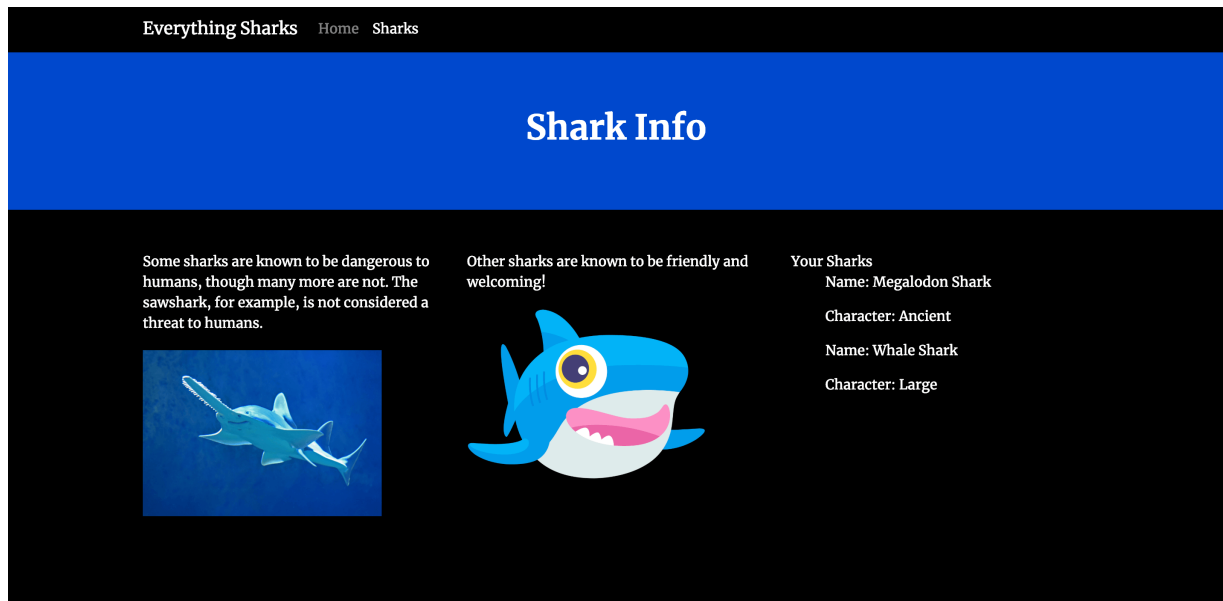 Everything Sharks Home Sharks
Shark Info
Some sharks are known to be dangerous to
humans, though many more are not. The
sawshark, for example, is not considered a
threat to humans.
Other sharks are known to be friendly and
welcoming!
Your Sharks
Name: Megalodon Shark
Character: Ancient
Name: Whale Shark
Character: Large